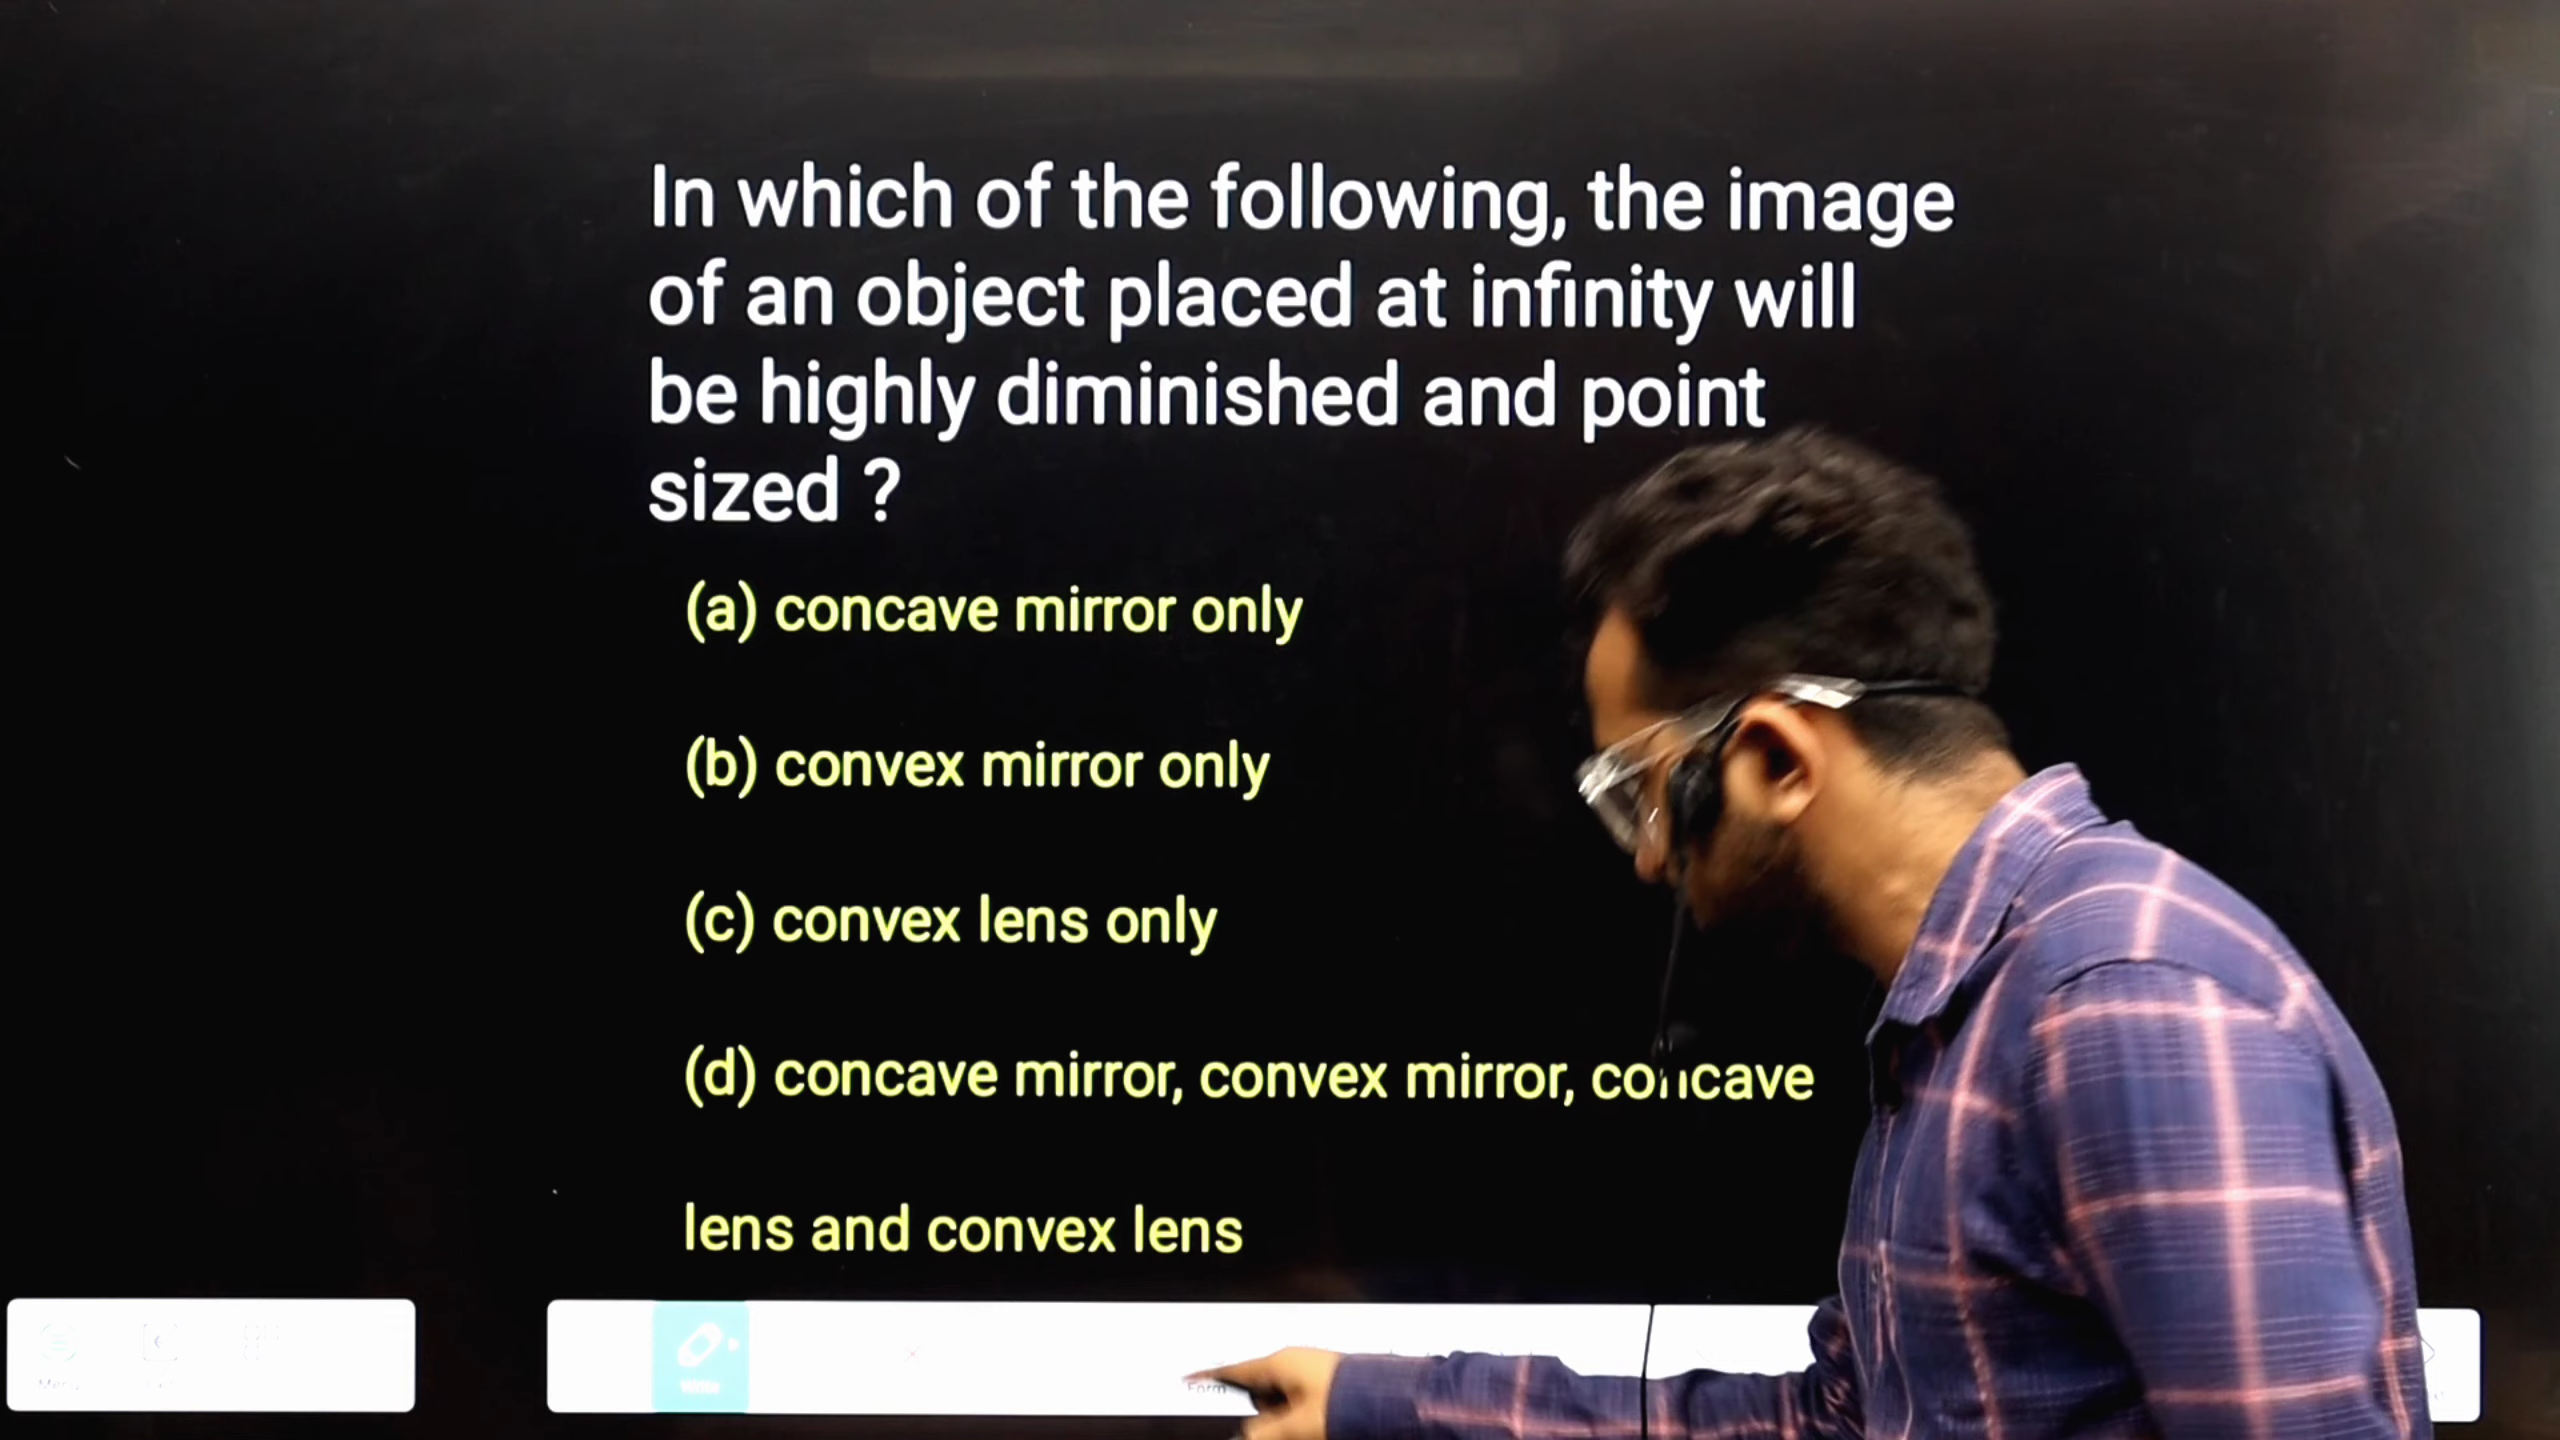 In which of the following, the image
of an object placed at infinity will
be highly diminished and point
sized ?
(a) concave mirror only
(b) convex mirror only
(c) convex lens only
(d) concave mirror, convex mirror, concave
lens and convex lens
Write
Form